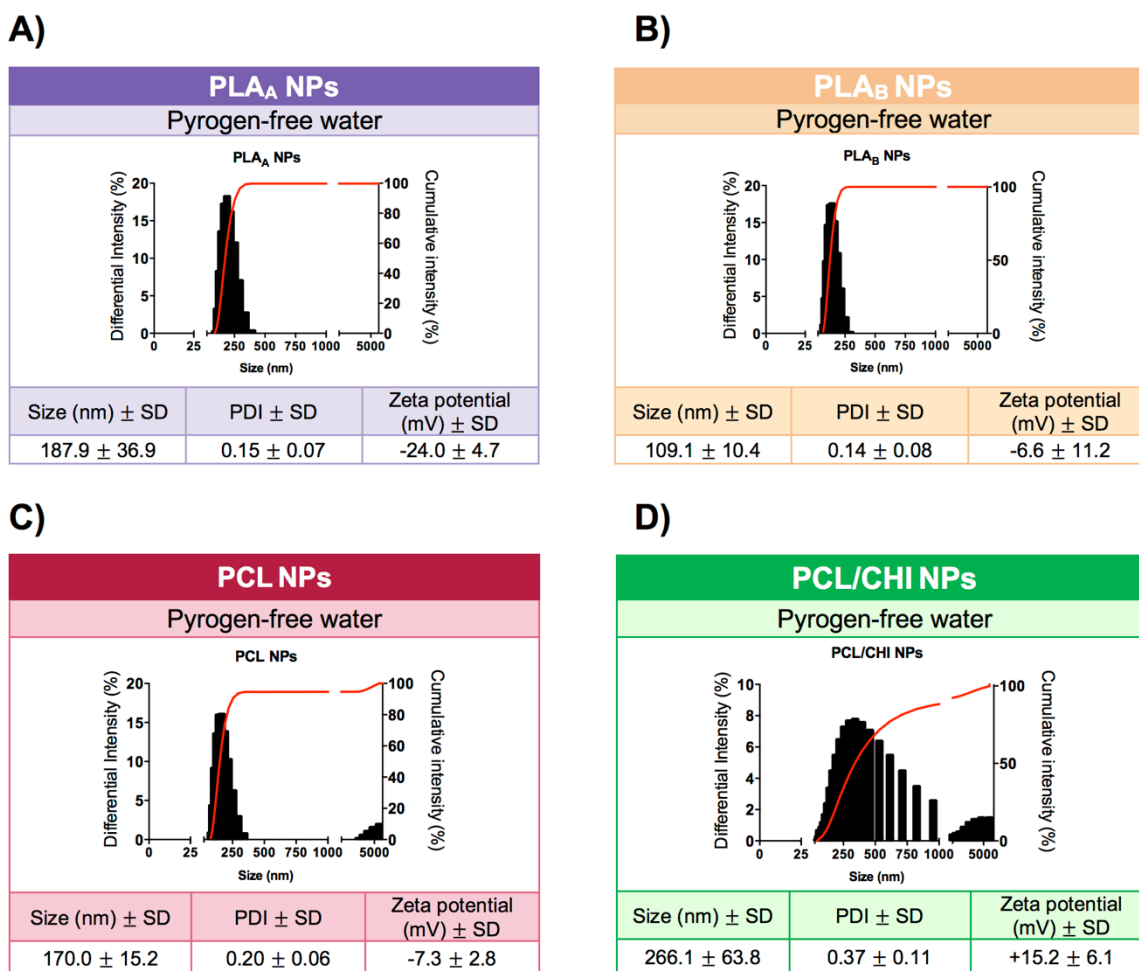 A)
PLAA NPs
Pyrogen-free water
PLAA NPs
Differential Intensity (%)
20
15
10
5
0
0 25 250 500 1000 5000
Size (nm)
100
80
60
40
20
0
Cumulative intensity (%)
Size (nm) ± SD PDI ± SD Zeta potential (mV) ± SD
187.9 ± 36.9 0.15 ± 0.07 -24.0 ± 4.7
B)
PLAB NPs
Pyrogen-free water
PLAB NPs
Differential Intensity (%)
20
15
10
5
0
0 25 250 500 1000 5000
Size (nm)
100
50
0
Cumulative intensity (%)
Size (nm) ± SD PDI ± SD Zeta potential (mV) ± SD
109.1 ± 10.4 0.14 ± 0.08 -6.6 ± 11.2
C)
PCL NPs
Pyrogen-free water
PCL NPs
Differential Intensity (%)
20
15
10
5
0
0 25 250 500 1000 5000
Size (nm)
100
80
60
40
20
0
Cumulative intensity (%)
Size (nm) ± SD PDI ± SD Zeta potential (mV) ± SD
170.0 ± 15.2 0.20 ± 0.06 -7.3 ± 2.8
D)
PCL/CHI NPs
Pyrogen-free water
PCL/CHI NPs
Differential Intensity (%)
10
8
6
4
2
0
0 25 250 500 750 1000 5000
Size (nm)
100
50
0
Cumulative intensity (%)
Size (nm) ± SD PDI ± SD Zeta potential (mV) ± SD
266.1 ± 63.8 0.37 ± 0.11 +15.2 ± 6.1